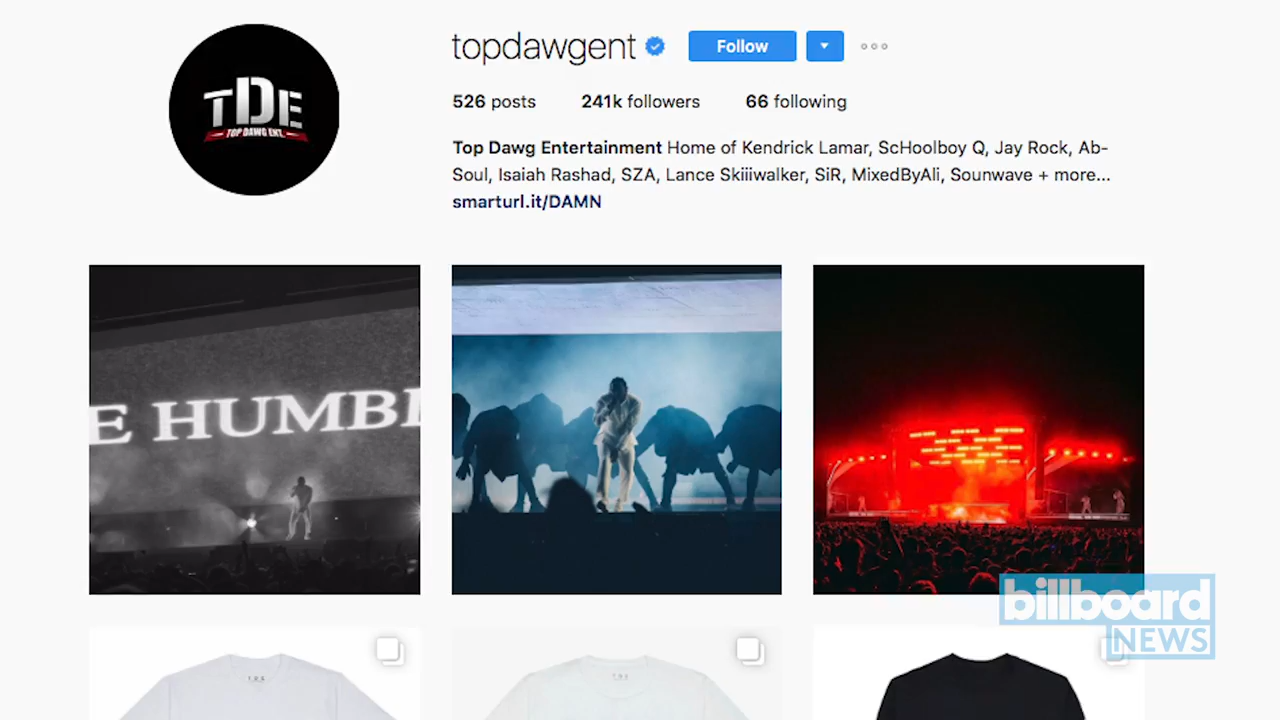 topdawgent
Follow
526 posts 241k followers 66 following
Top Dawg Entertainment Home of Kendrick Lamar, ScHoolboy Q, Jay Rock, Ab-
Soul, Isaiah Rashad, SZA, Lance Skiiiwalker, SiR, MixedByAli, Sounwave + more...
smarturl.it/DAMN
TDE
TOP DAWG ENT.
E HUMBL
billboard
NEWS